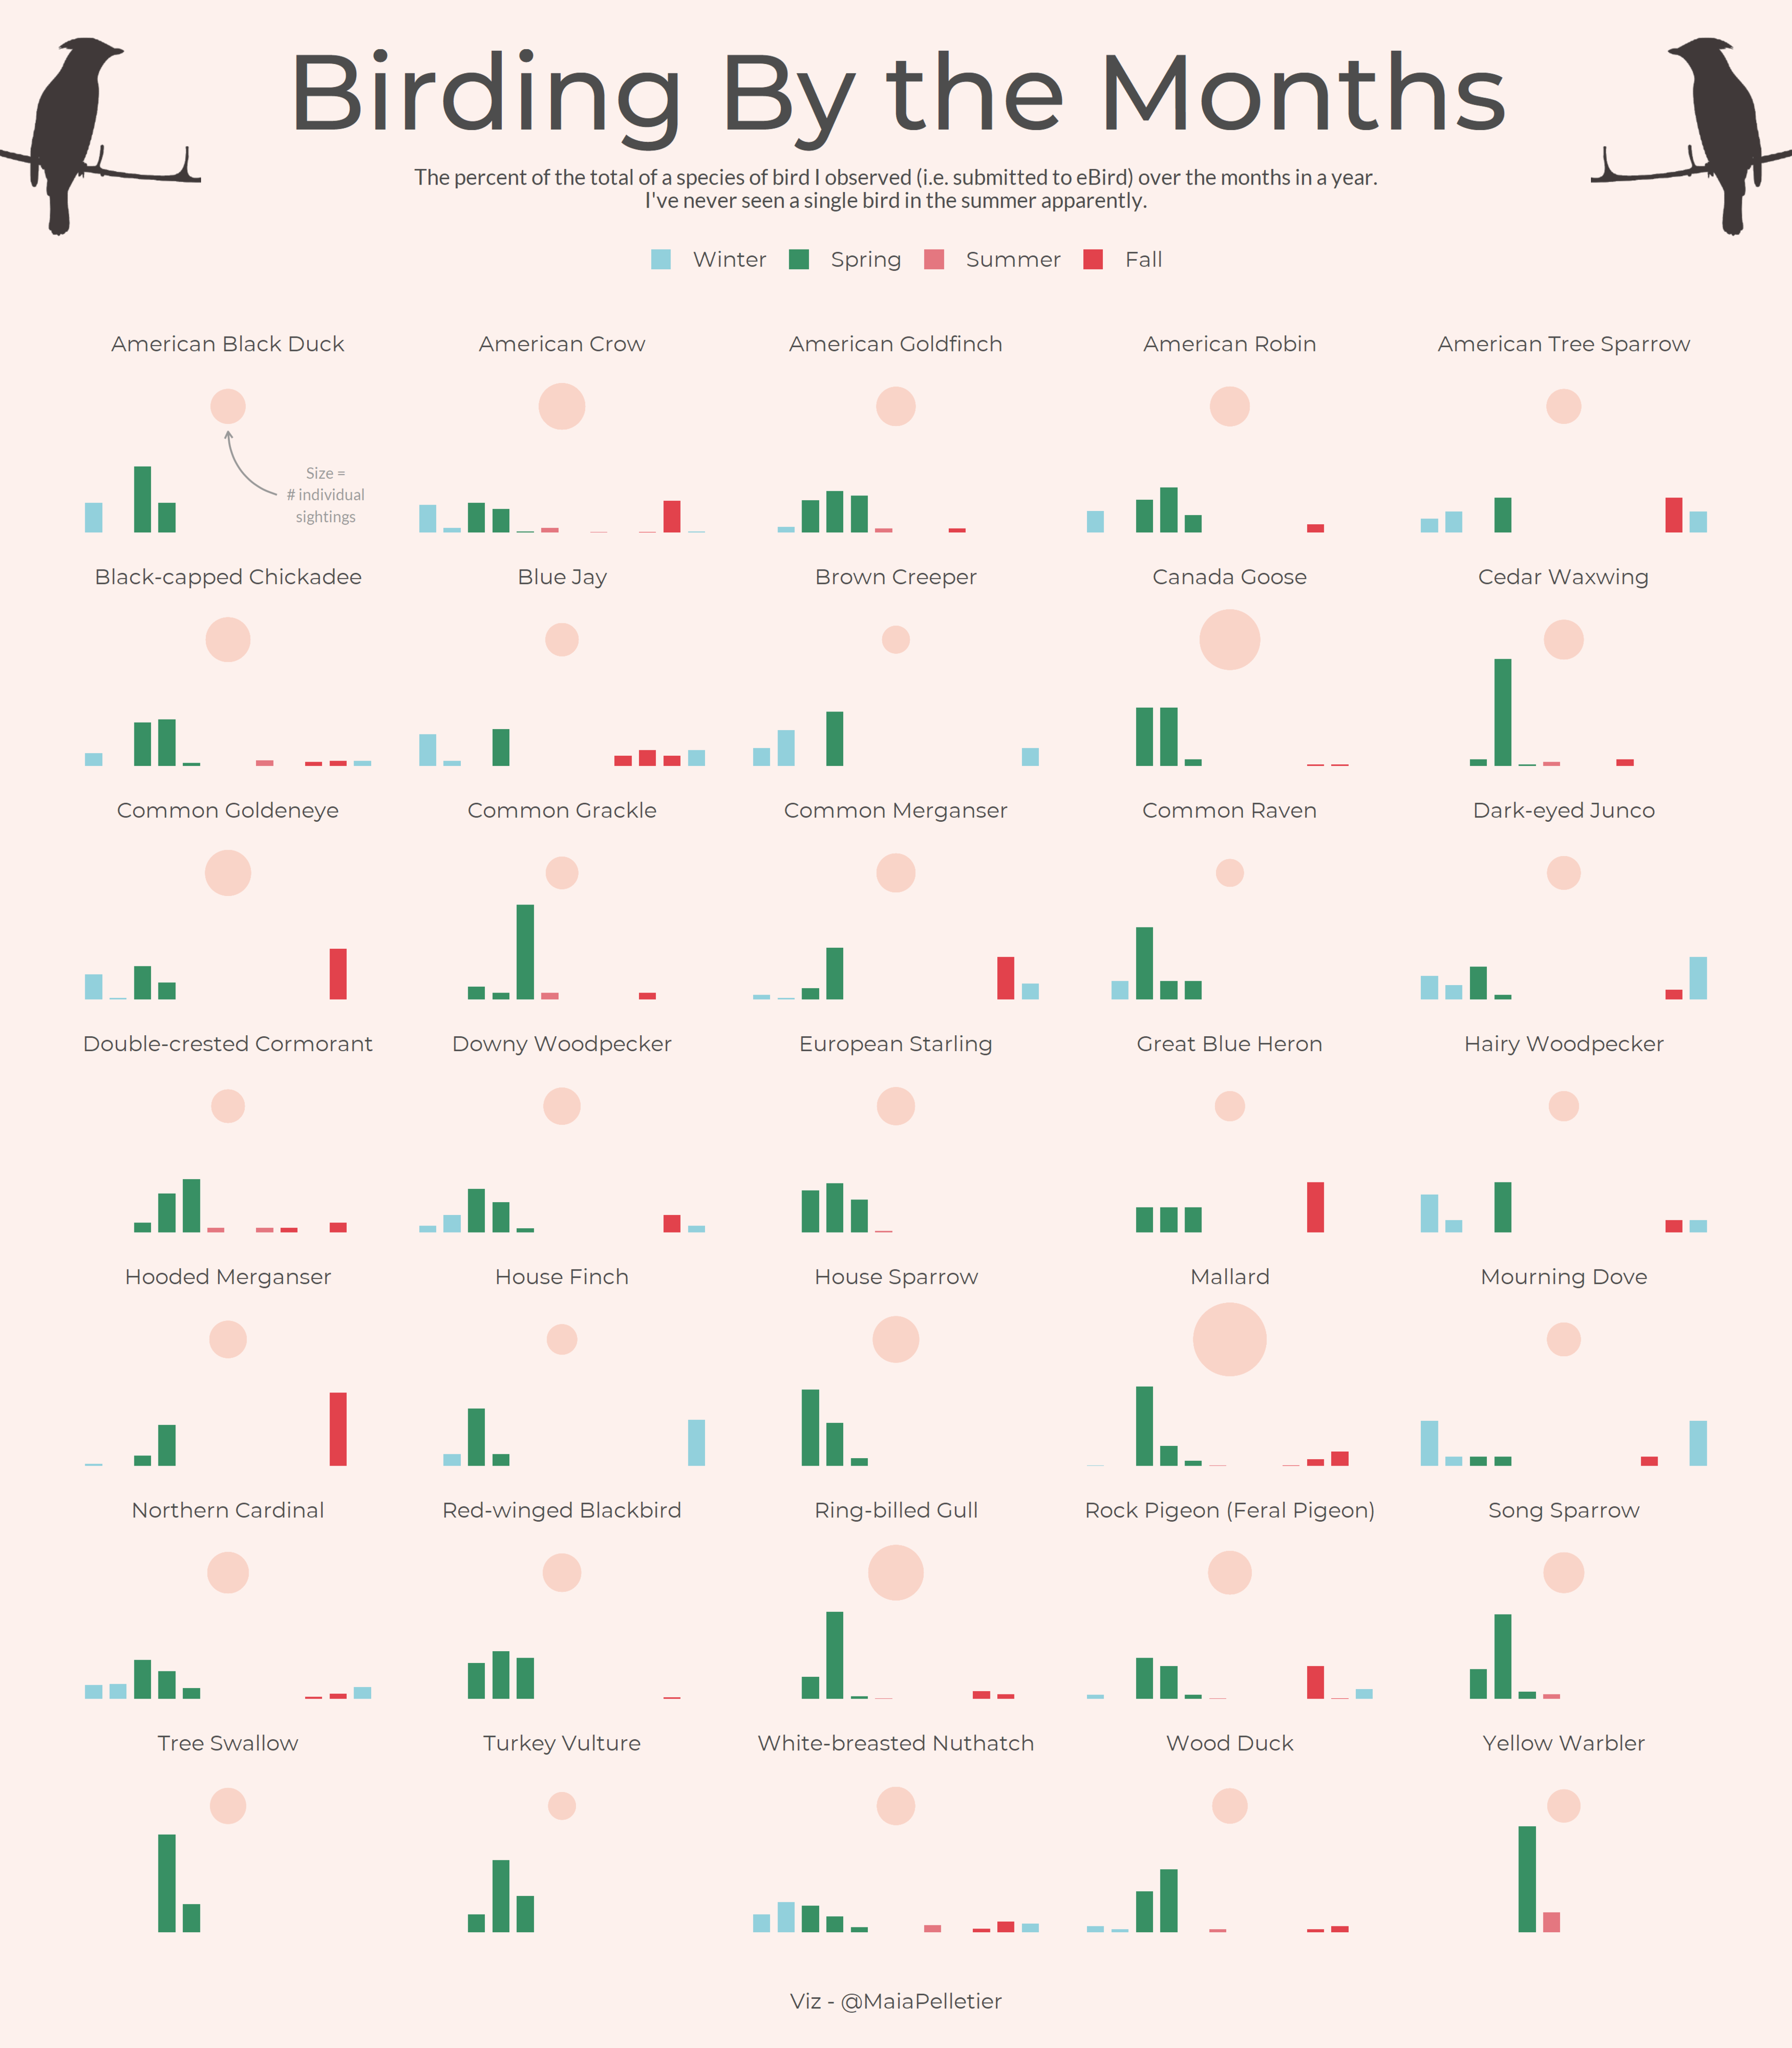 Birding By the Months
The percent of the total of a species of bird I observed (i.e. submitted to eBird) over the months in a year.
I've never seen a single bird in the summer apparently.
Winter Spring Summer Fall
American Black Duck American Crow American Goldfinch American Robin American Tree Sparrow
Size =
# individual
sightings
Black-capped Chickadee Blue Jay Brown Creeper Canada Goose Cedar Waxwing
Common Goldeneye Common Grackle Common Merganser Common Raven Dark-eyed Junco
Double-crested Cormorant Downy Woodpecker European Starling Great Blue Heron Hairy Woodpecker
Hooded Merganser House Finch House Sparrow Mallard Mourning Dove
Northern Cardinal Red-winged Blackbird Ring-billed Gull Rock Pigeon (Feral Pigeon) Song Sparrow
Tree Swallow Turkey Vulture White-breasted Nuthatch Wood Duck Yellow Warbler
Viz - @MaiaPelletier